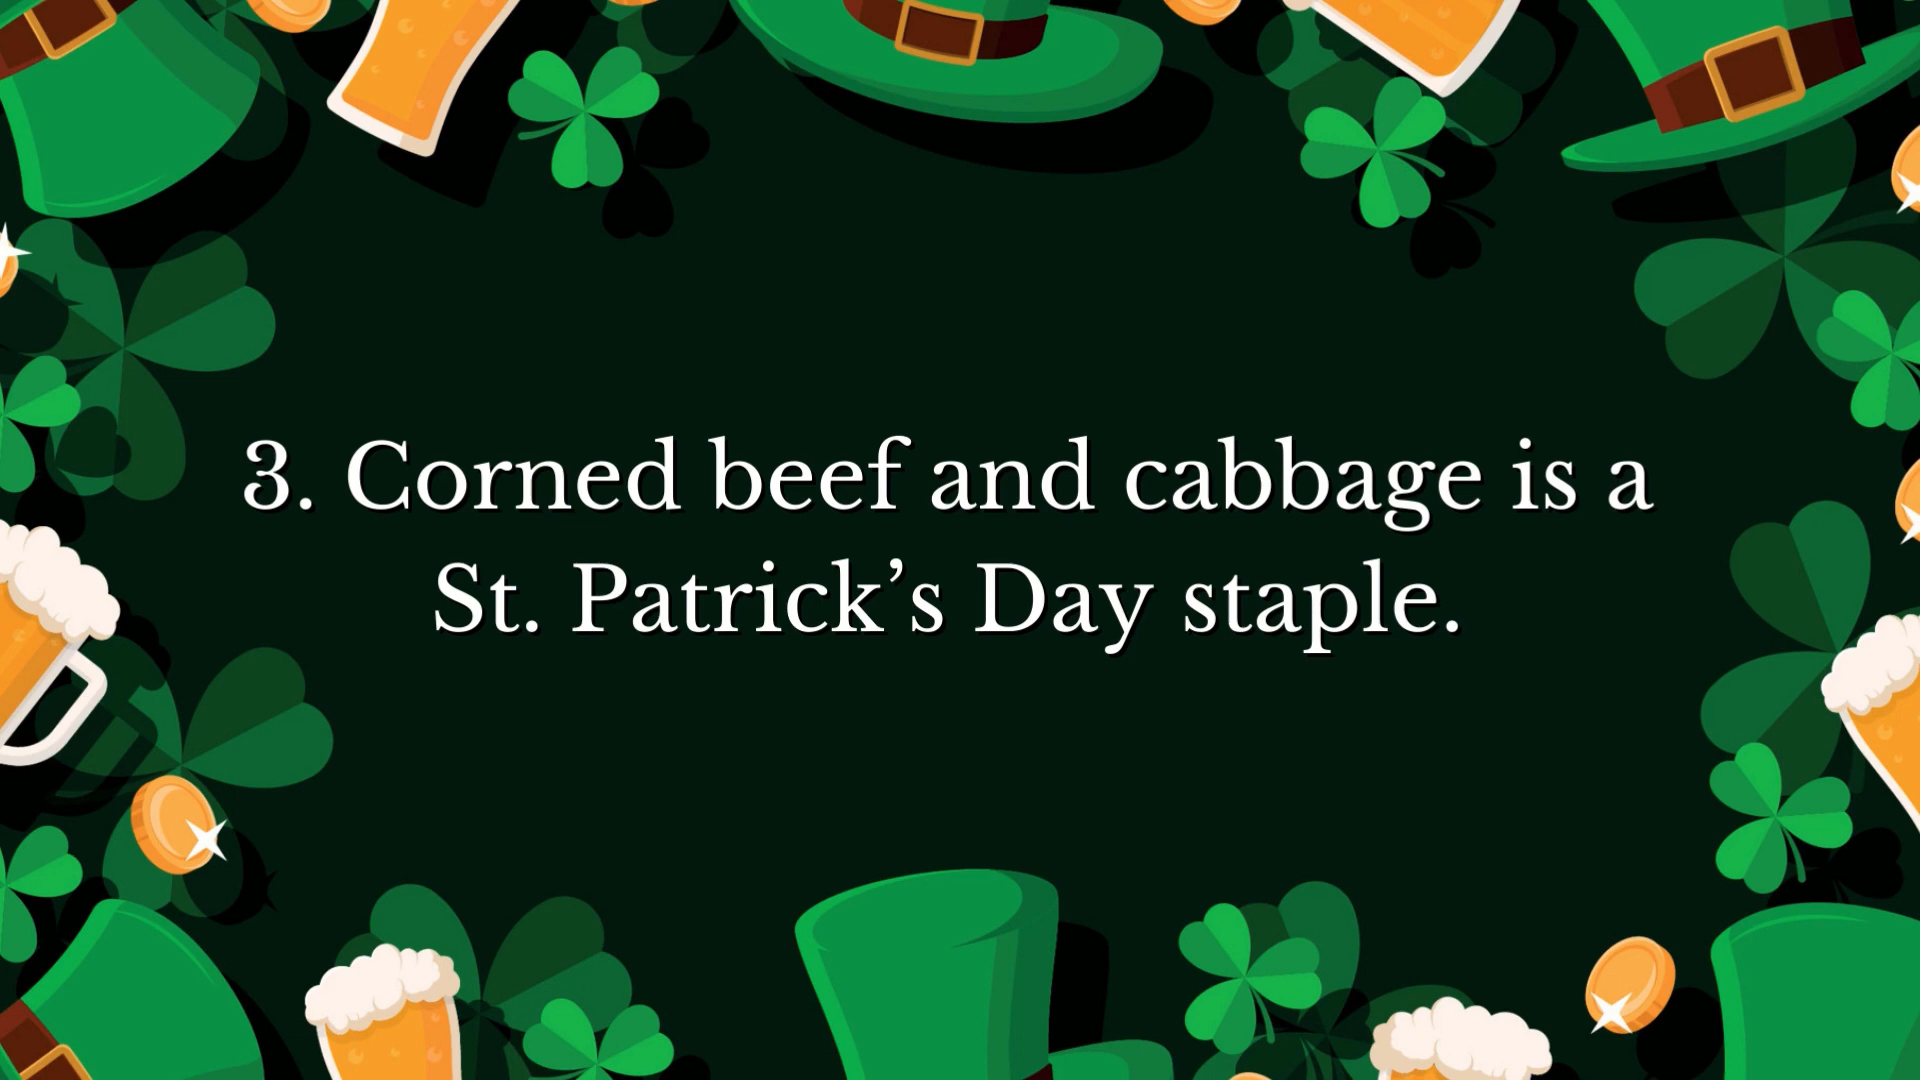 3. Corned beef and cabbage is a
St. Patrick’s Day staple.